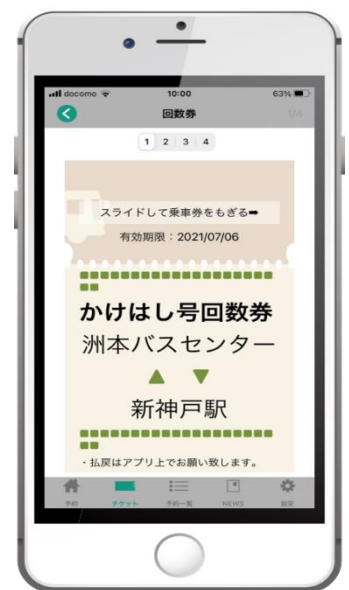 docomo 10:00 63%
回数券 1/4
1 2 3 4
スライドして乗車券をもぎる➡
有効期限：2021/07/06
かけはし号回数券
洲本バスセンター
▲ ▼
新神戸駅
・払戻はアプリ上でお願い致します。
予約 チケット 予約一覧 NEWS 設定